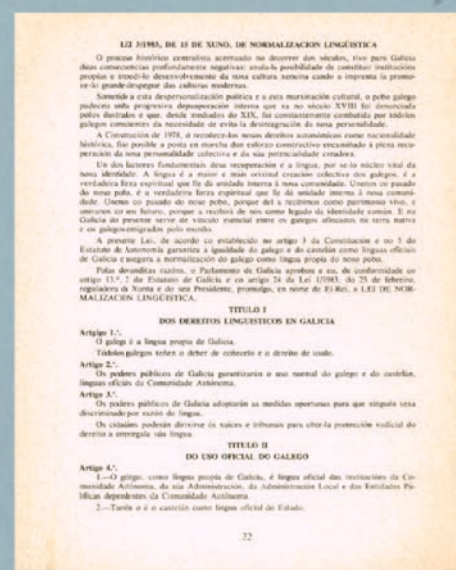 LEI 3/1983, DE 15 DE XUNO, DE NORMALIZACION LINGÜISTICA
O proceso histórico centralista acentuado no decorrer dos séculos, tivo para Galicia
dúas consecuencias profundamente negativas: anula-la posibilidade de constituir institucións
propias e impedi-lo desenvolvemento da nosa cultura xenuina cando a imprenta ía promo-
ve-lo grande despegue das culturas modernas.
Sometido a esta despersonalización política e a esta marxinación cultural, o pobo galego
padeceu unha progresiva depauperación interna que xa no século XVIII foi denunciada
polos ilustrados e que, desde mediados do XIX, foi constantemente combatida por tódolos
galegos conscientes da necesidade de evita-la desintegración da nosa personalidade.
A Constitución de 1978, ó recoñece-los nosos dereitos autonómicos como nacionalidade
histórica, fixo posible a posta en marcha dun esforzo constructivo encamiñado á plena recu-
peración da nosa personalidade colectiva e da súa potencialidade creadora.
Un dos factores fundamentais desa recuperación é a lingua, por se-lo núcleo vital da
nosa identidade. A lingua é a maior e máis orixinal creación colectiva dos galegos, é a
verdadeira forza espiritual que lle dá unidade interna á nosa comunidade. Únenos co pasado
do noso pobo, é a verdadeira forza espiritual que lle dá unidade interna á nosa comuni-
dade. Únenos co pasado do noso pobo, porque del a recibimos como patrimonio vivo, e
uniranos co seu futuro, porque a recibirá de nós como legado da identidade común. E na
Galicia do presente serve de vínculo esencial entre os galegos afincados na terra nativa
e os galegos emigrados polo mundo.
A presente Lei, de acordo co establecido no artigo 3 da Constitución e no 5 do
Estatuto de Autonomía garantiza a igualdade do galego e do castelán como linguas oficiais
de Galicia e asegura a normalización do galego como lingua propia do noso pobo.
Polas devanditas razóns, o Parlamento de Galicia aprobou e eu, de conformidade co
artigo 13.º. 2 do Estatuto de Galicia e co artigo 24 da Lei 1/1983, do 23 de febreiro,
reguladora da Xunta e do seu Presidente, promulgo, en nome de El-Rei, a LEI DE NOR-
MALIZACION LINGÜISTICA.
TITULO I
DOS DEREITOS LINGUISTICOS EN GALICIA
Artigo 1.º.
O galego é a lingua propia de Galicia.
Tódolos galegos teñen o deber de coñecelo e o dereito de usalo.
Artigo 2.º.
Os poderes públicos de Galicia garantizarán o uso normal do galego e do castelán,
linguas oficiais da Comunidade Autónoma.
Artigo 3.º.
Os poderes públicos de Galicia adoptarán as medidas oportunas para que ninguén sexa
discriminado por razón de lingua.
Os cidadáns poderán dirixirse ós xuíces e tribunais para obte-la protección xudicial do
dereito a emprega-la súa lingua.
TITULO II
DO USO OFICIAL DO GALEGO
Artigo 4.º.
1.—O galego, como lingua propia de Galicia, é lingua oficial das institucións da Co-
munidade Autónoma, da súa Administración, da Administración Local e das Entidades Pú-
blicas dependentes da Comunidade Autónoma.
2.—Tamén o é o castelán como lingua oficial do Estado.
22